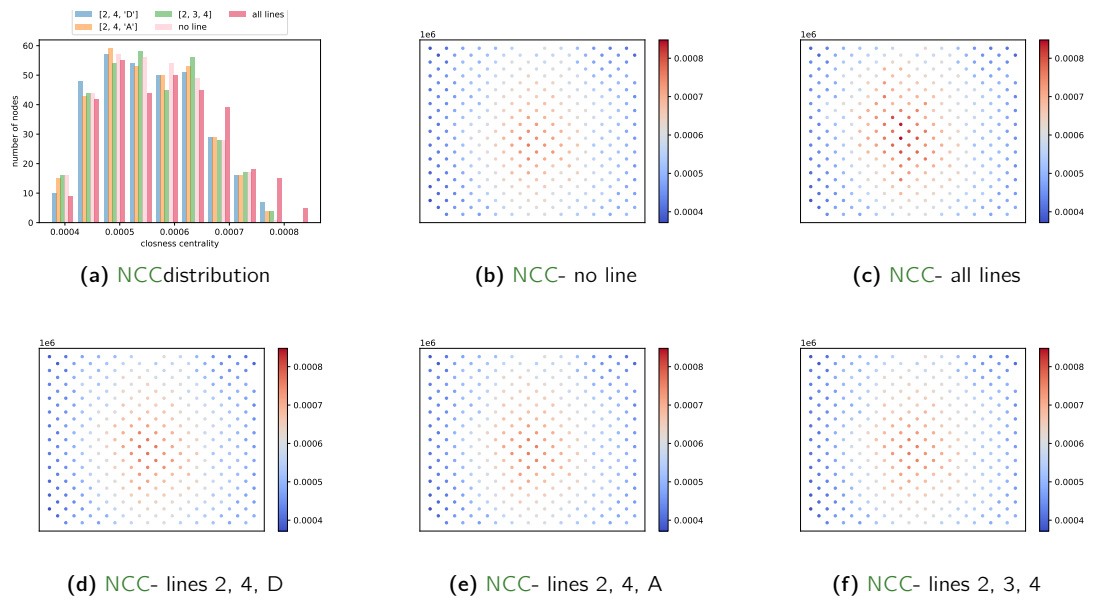 [2, 4, 'D'] [2, 3, 4] all lines
[2, 4, 'A'] no line
60
50
40
30
20
10
0
number of nodes
0.0004 0.0005 0.0006 0.0007 0.0008
closness centrality
(a) NCCdistribution
1e6
0.0008
0.0007
0.0006
0.0005
0.0004
(b) NCC- no line
1e6
0.0008
0.0007
0.0006
0.0005
0.0004
(c) NCC- all lines
1e6
0.0008
0.0007
0.0006
0.0005
0.0004
(d) NCC- lines 2, 4, D
1e6
0.0008
0.0007
0.0006
0.0005
0.0004
(e) NCC- lines 2, 4, A
1e6
0.0008
0.0007
0.0006
0.0005
0.0004
(f) NCC- lines 2, 3, 4